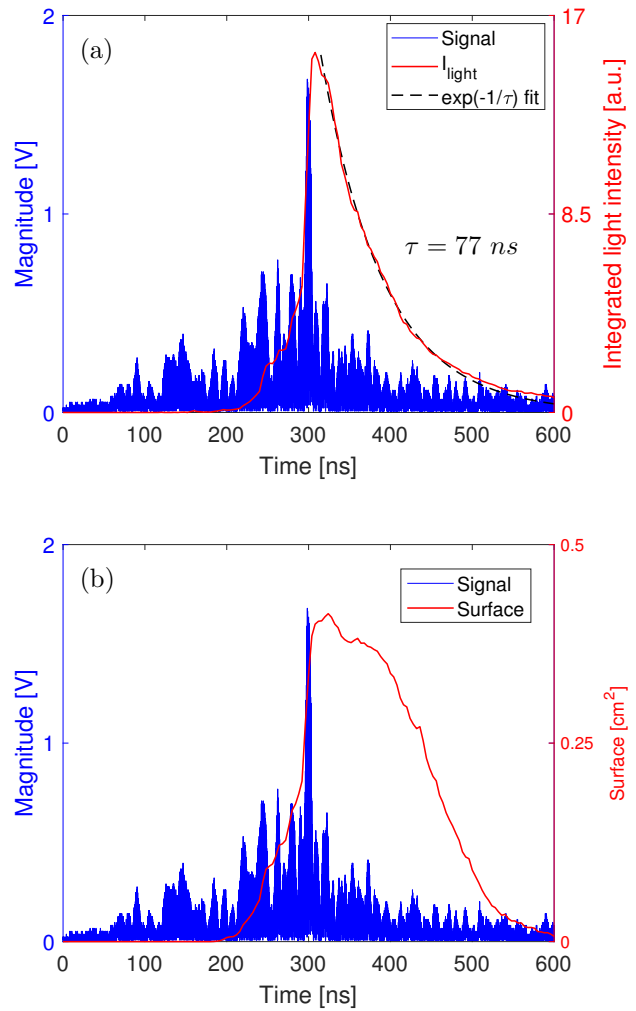 (a)
Signal
I_light
exp(-1/τ) fit
τ = 77 ns
Magnitude [V]
Integrated light intensity [a.u.]
2
1
0
17
8.5
0
0 100 200 300 400 500 600
Time [ns]
(b)
Signal
Surface
Magnitude [V]
Surface [cm²]
2
1
0
0.5
0.25
0
0 100 200 300 400 500 600
Time [ns]